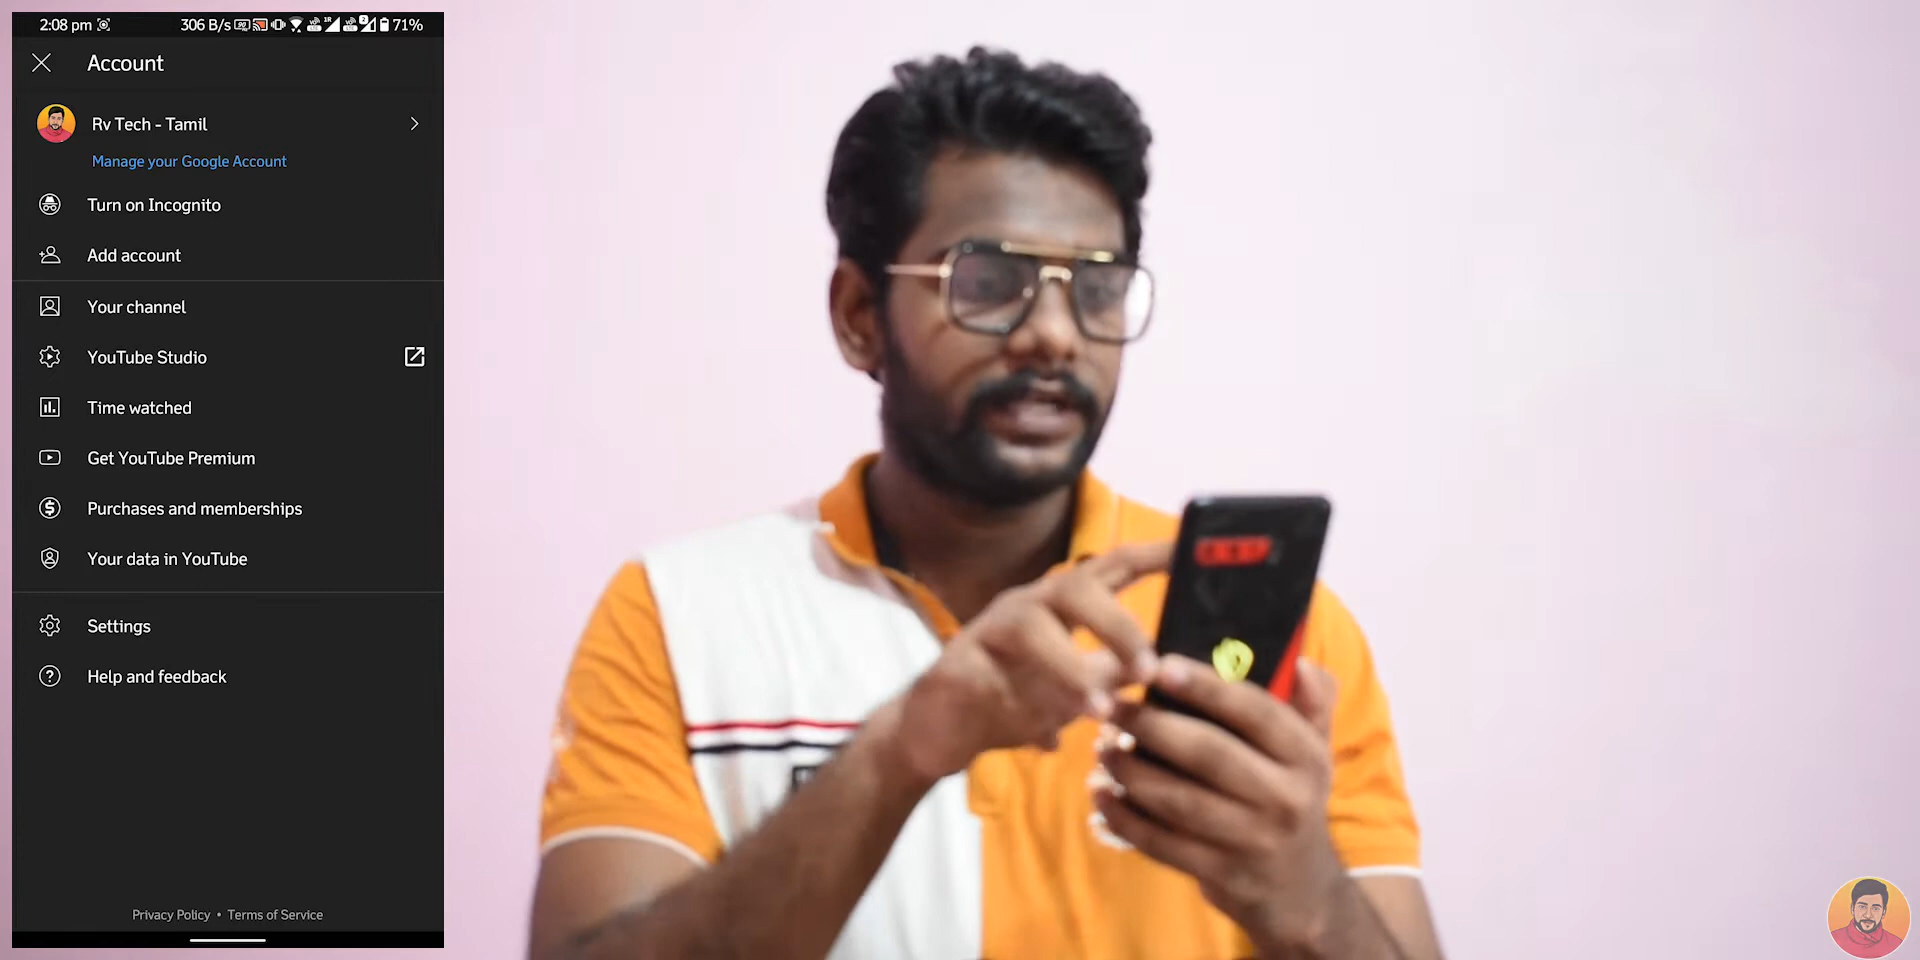 2:08 pm 306 B/s 71%
Account
Rv Tech - Tamil
Manage your Google Account
Turn on Incognito
Add account
Your channel
YouTube Studio
Time watched
Get YouTube Premium
Purchases and memberships
Your data in YouTube
Settings
Help and feedback
Privacy Policy • Terms of Service